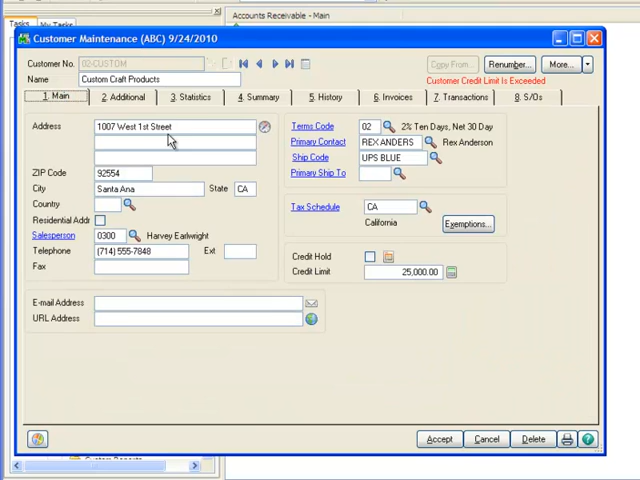 Tasks
My Tasks
Accounts Receivable - Main
Customer Maintenance (ABC) 9/24/2010
Customer No. 02-CUSTOM
Copy From... Renumber... More...
Name Custom Craft Products
Customer Credit Limit Is Exceeded
1. Main 2. Additional 3. Statistics 4. Summary 5. History 6. Invoices 7. Transactions 8. S/Os
Address 1007 West 1st Street
ZIP Code 92554
City Santa Ana State CA
Country
Residential Addr
Salesperson 0300 Harvey Earlwright
Telephone (714) 555-7848 Ext
Fax
Terms Code 02 2% Ten Days, Net 30 Day
Primary Contact REX ANDERS Rex Anderson
Ship Code UPS BLUE
Primary Ship To
Tax Schedule CA
California Exemptions...
Credit Hold
Credit Limit 25,000.00
E-mail Address
URL Address
Accept Cancel Delete